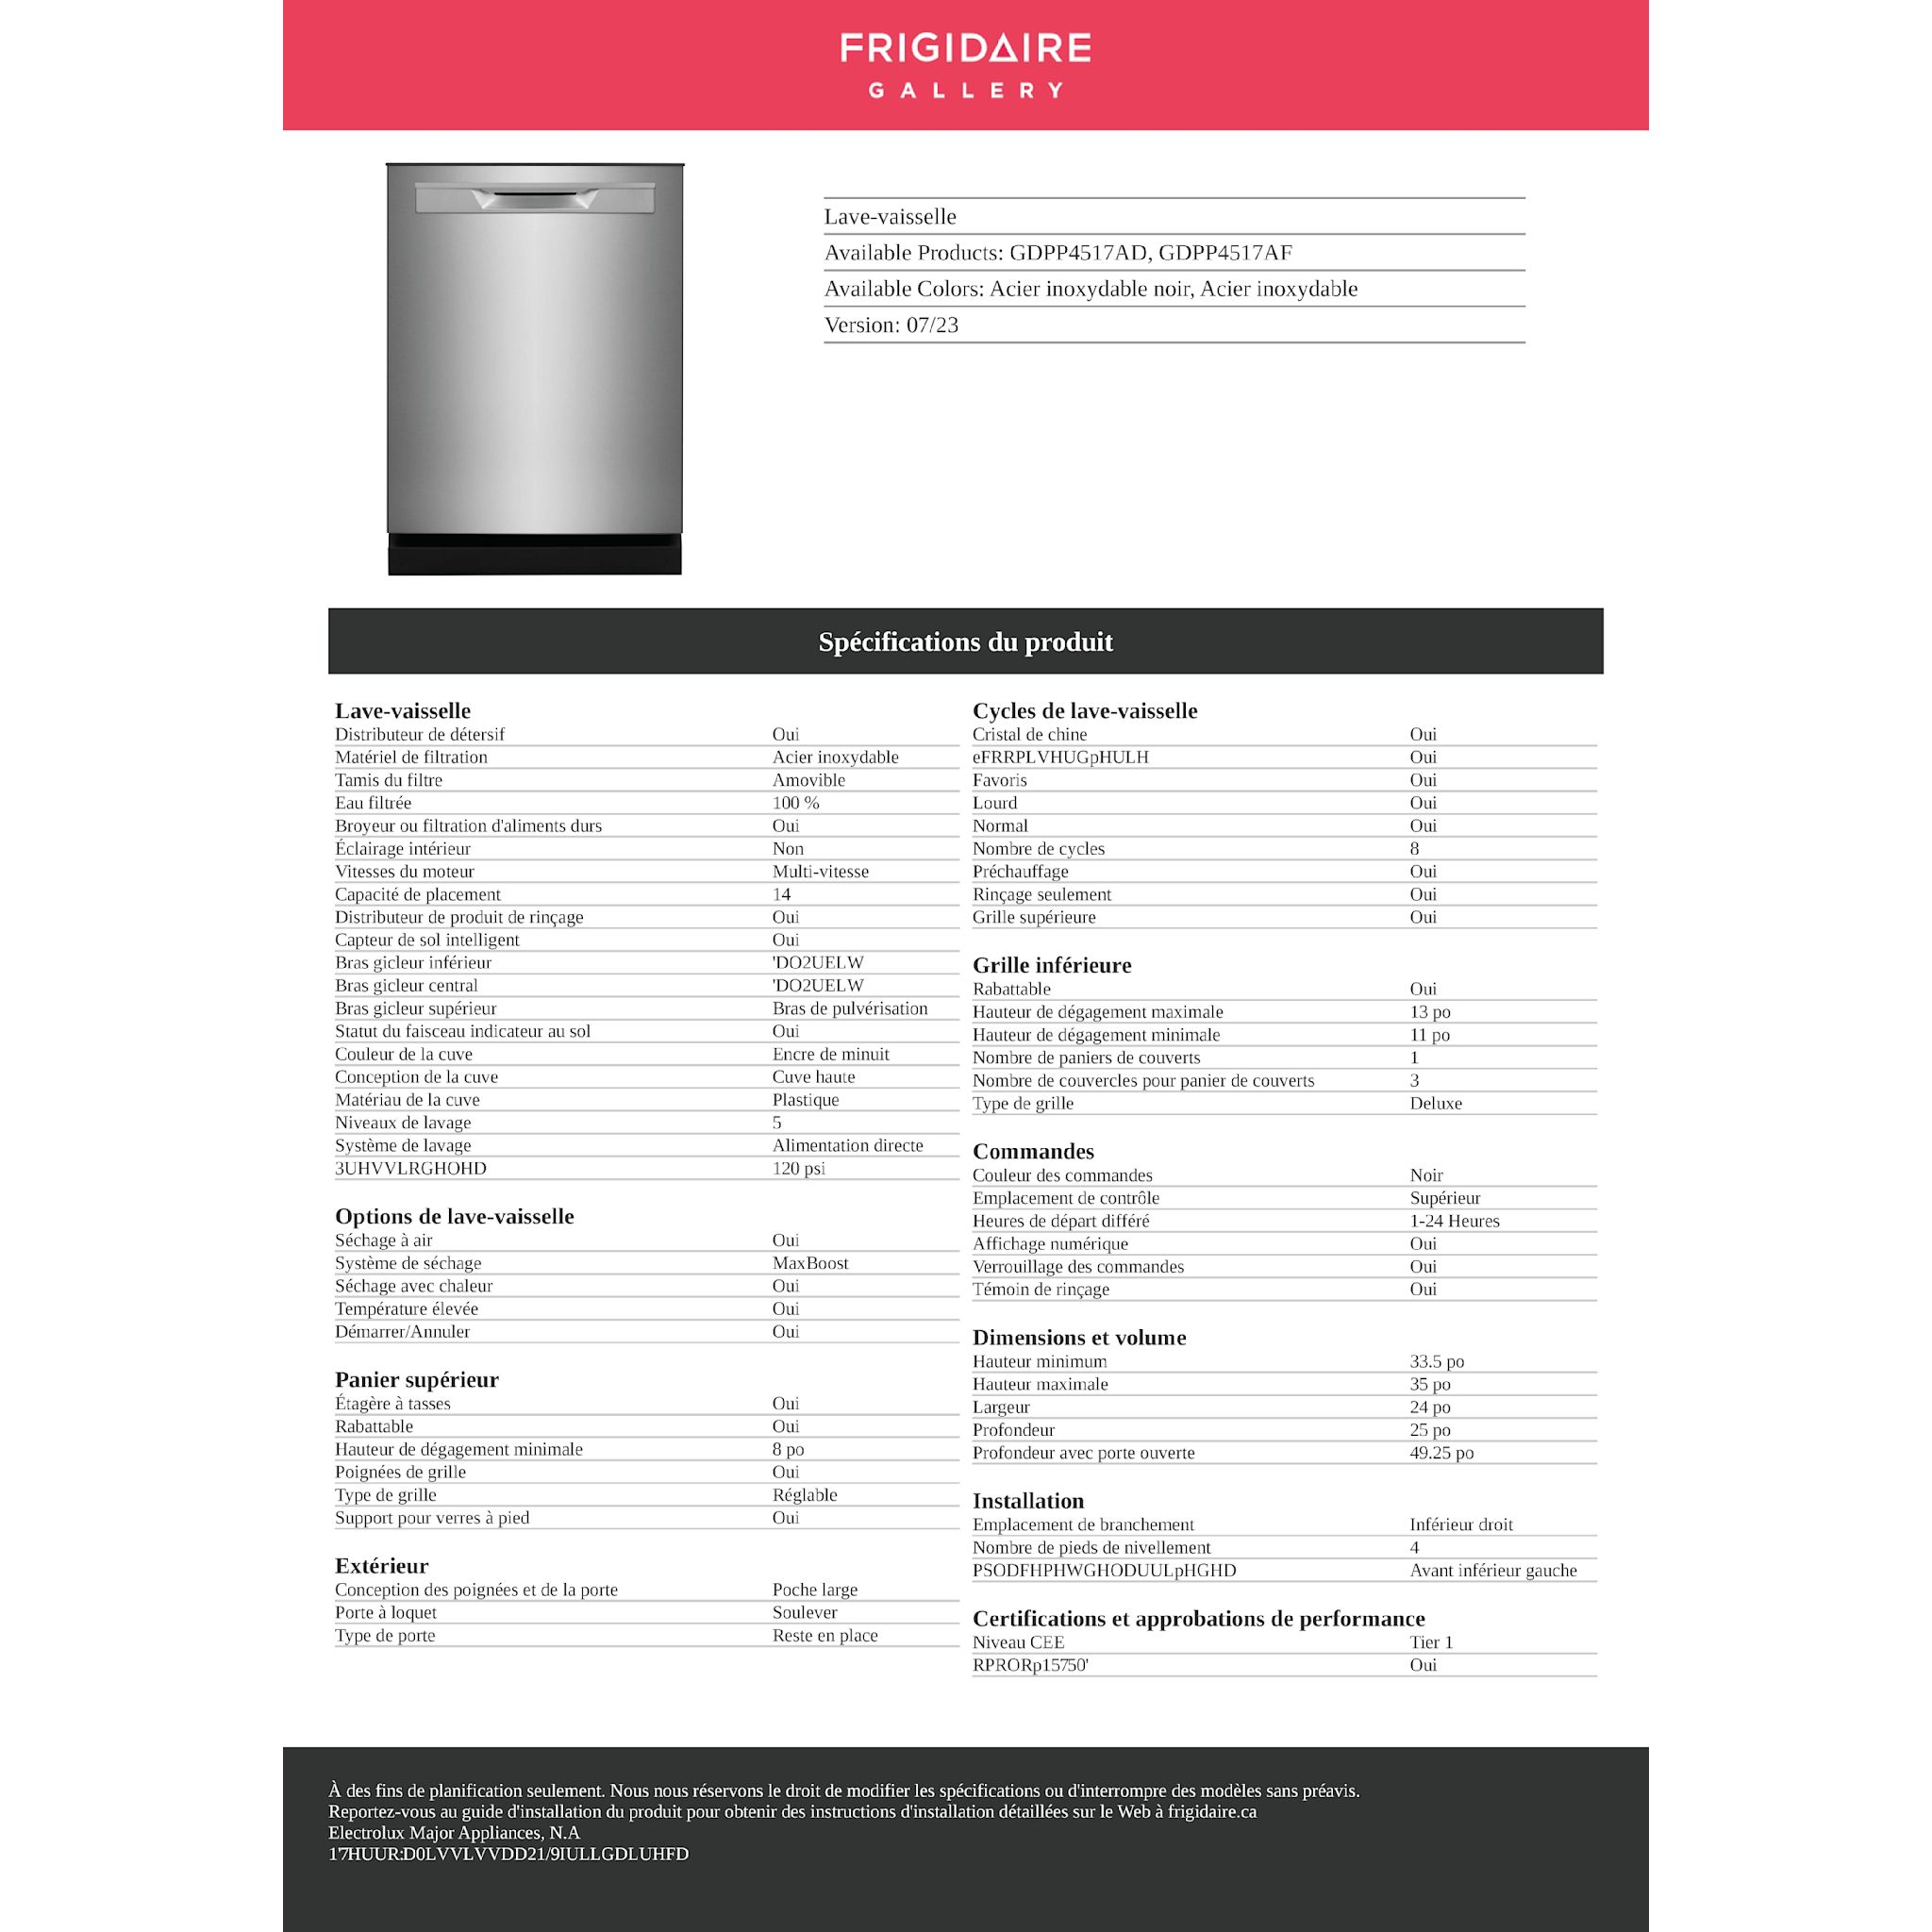 FRIGIDAIRE
GALLERY
Lave-vaisselle
Available Products: GDPP4517AD, GDPP4517AF
Available Colors: Acier inoxydable noir, Acier inoxydable
Version: 07/23
Spécifications du produit
Lave-vaisselle
Distributeur de détersif Oui
Matériel de filtration Acier inoxydable
Tamis du filtre Amovible
Eau filtrée 100 %
Broyeur ou filtration d'aliments durs Oui
Éclairage intérieur Non
Vitesses du moteur Multi-vitesse
Capacité de placement 14
Distributeur de produit de rinçage Oui
Capteur de sol intelligent Oui
Bras gicleur inférieur 'DO2UELW
Bras gicleur central 'DO2UELW
Bras gicleur supérieur Bras de pulvérisation
Statut du faisceau indicateur au sol Oui
Couleur de la cuve Encre de minuit
Conception de la cuve Cuve haute
Matériau de la cuve Plastique
Niveaux de lavage 5
Système de lavage Alimentation directe
3UHVVLRGHOHD 120 psi
Options de lave-vaisselle
Séchage à air Oui
Système de séchage MaxBoost
Séchage avec chaleur Oui
Température élevée Oui
Démarrer/Annuler Oui
Panier supérieur
Étagère à tasses Oui
Rabattable Oui
Hauteur de dégagement minimale 8 po
Poignées de grille Oui
Type de grille Réglable
Support pour verres à pied Oui
Extérieur
Conception des poignées et de la porte Poche large
Porte à loquet Soulever
Type de porte Reste en place
Cycles de lave-vaisselle
Cristal de chine Oui
eFRRPLVHUGpHULH Oui
Favoris Oui
Lourd Oui
Normal Oui
Nombre de cycles 8
Préchauffage Oui
Rinçage seulement Oui
Grille supérieure Oui
Grille inférieure
Rabattable Oui
Hauteur de dégagement maximale 13 po
Hauteur de dégagement minimale 11 po
Nombre de paniers de couverts 1
Nombre de couvercles pour panier de couverts 3
Type de grille Deluxe
Commandes
Couleur des commandes Noir
Emplacement de contrôle Supérieur
Heures de départ différé 1-24 Heures
Affichage numérique Oui
Verrouillage des commandes Oui
Témoin de rinçage Oui
Dimensions et volume
Hauteur minimum 33.5 po
Hauteur maximale 35 po
Largeur 24 po
Profondeur 25 po
Profondeur avec porte ouverte 49.25 po
Installation
Emplacement de branchement Inférieur droit
Nombre de pieds de nivellement 4
PSODFHPHWGHODUULpHGHD Avant inférieur gauche
Certifications et approbations de performance
Niveau CEE Tier 1
RPRORp15750' Oui
À des fins de planification seulement. Nous nous réservons le droit de modifier les spécifications ou d'interrompre des modèles sans préavis.
Reportez-vous au guide d'installation du produit pour obtenir des instructions d'installation détaillées sur le Web à frigidaire.ca
Electrolux Major Appliances, N.A
17HUUR:D0LVVLVVDD21/9IULLGDLUHFD